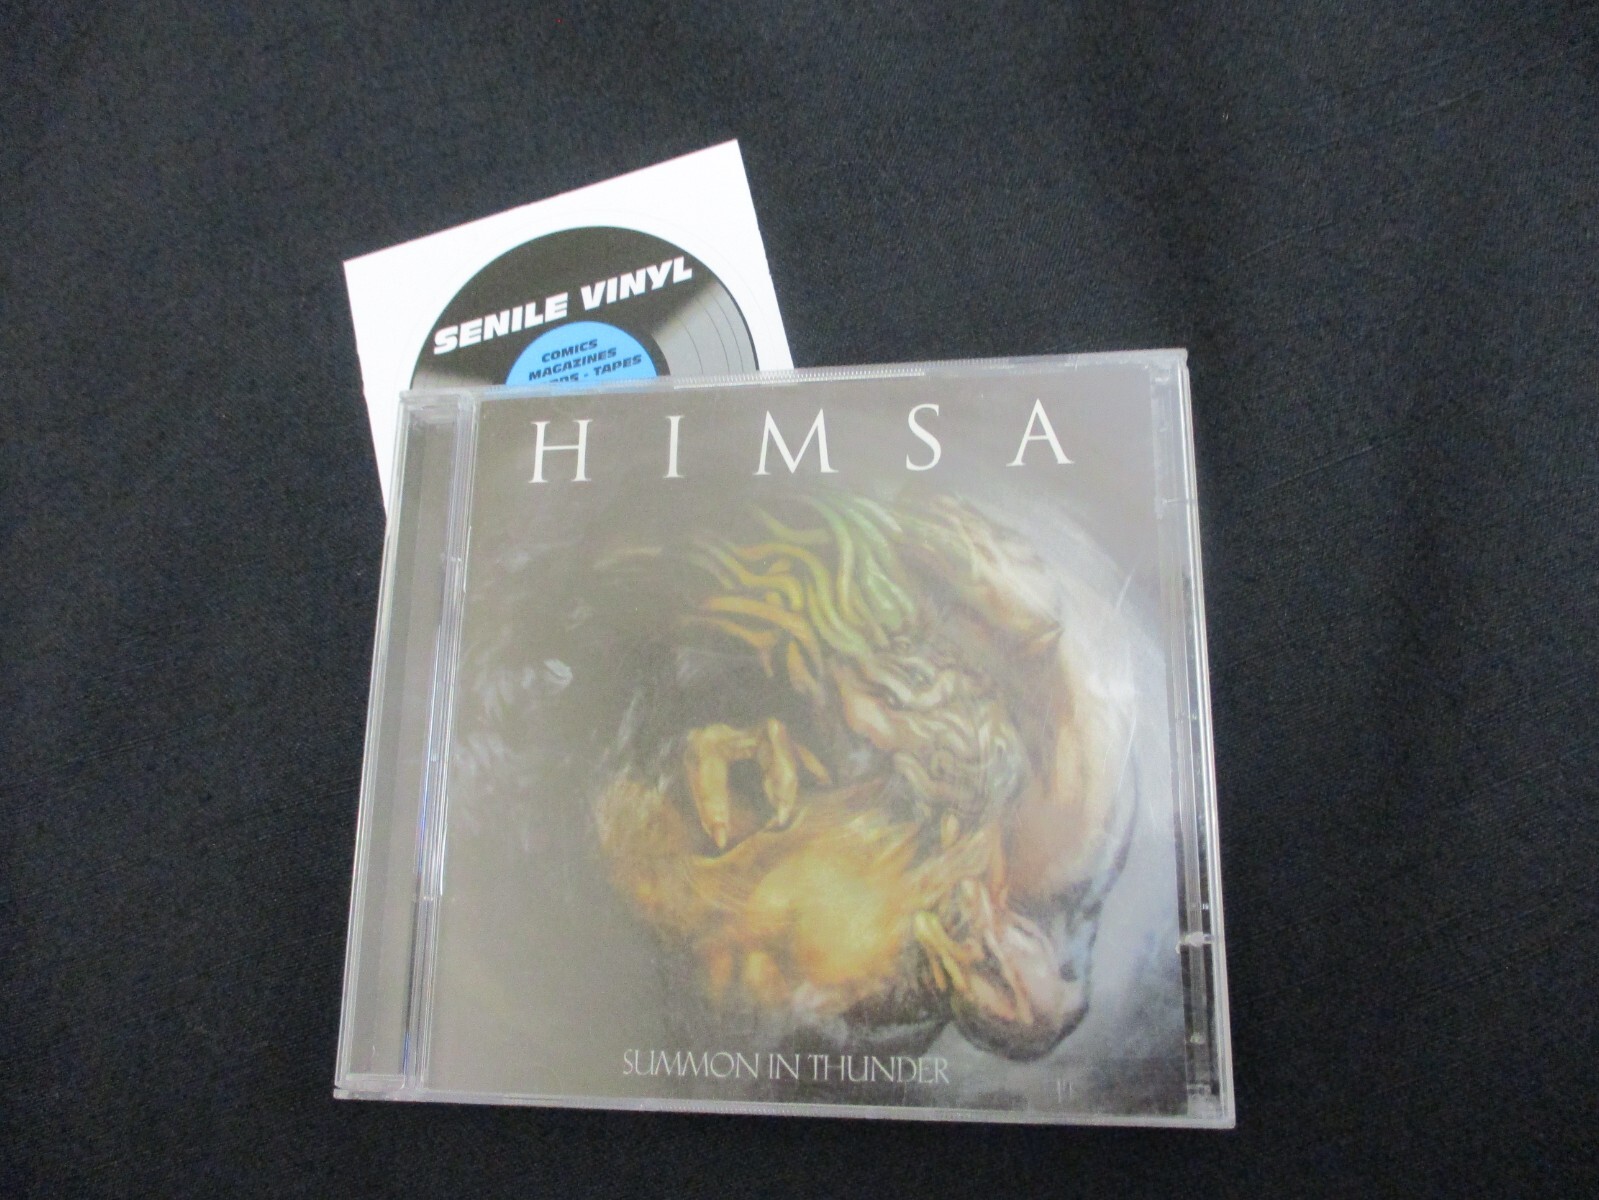 SENILE VINYL
COMICS
MAGAZINES
- TAPES
HIMSA
SUMMON IN THUNDER